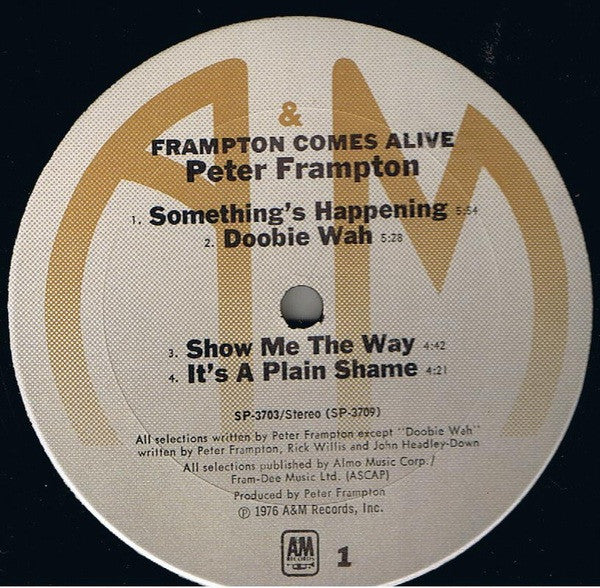 &
FRAMPTON COMES ALIVE
Peter Frampton
1. Something's Happening 5:54
2. Doobie Wah 5:28
3. Show Me The Way 4:42
4. It's A Plain Shame 4:21
SP-3703/Stereo (SP-3709)
All selections written by Peter Frampton except "Doobie Wah"
written by Peter Frampton, Rick Willis and John Headley-Down
All selections published by Almo Music Corp./
Fram-Dee Music Ltd. (ASCAP)
Produced by Peter Frampton
℗ 1976 A&M Records, Inc.
AM
RECORDS
1